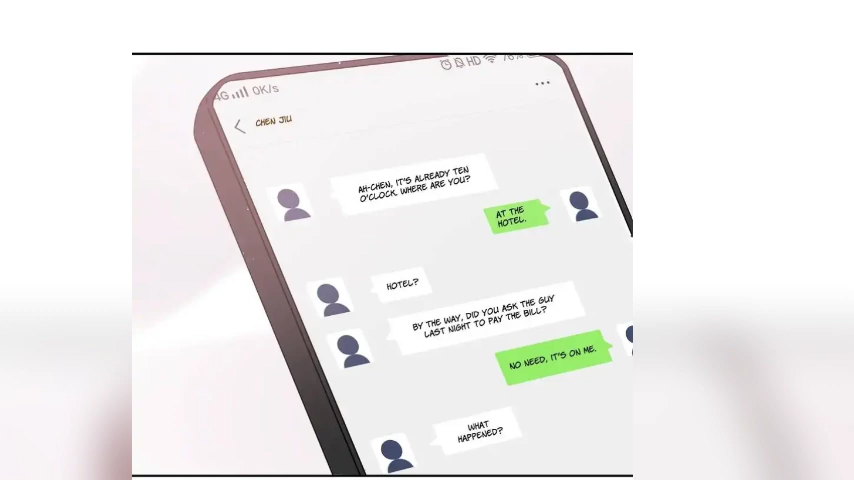 4G 0K/s HD 76%
CHEN JIU
AH-CHEN, IT'S ALREADY TEN
O'CLOCK. WHERE ARE YOU?
AT THE
HOTEL.
HOTEL?
BY THE WAY, DID YOU ASK THE GUY
LAST NIGHT TO PAY THE BILL?
NO NEED, IT'S ON ME.
WHAT
HAPPENED?